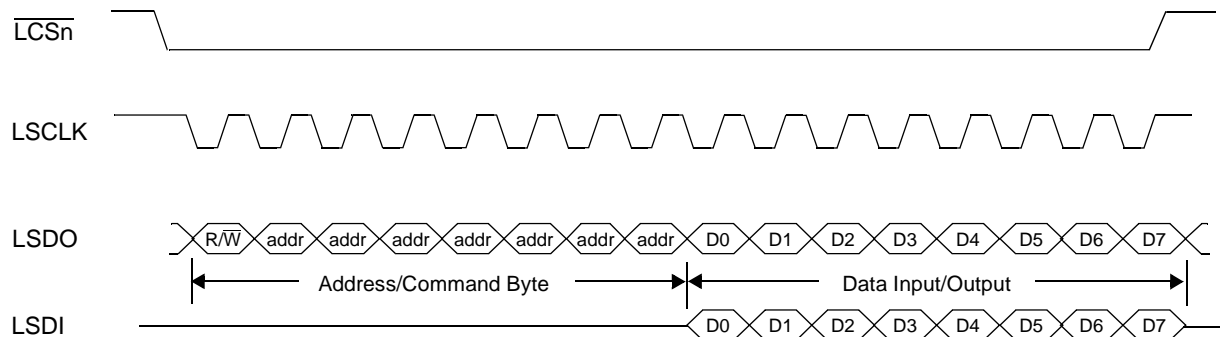 LCSn
LSCLK
LSDO R/W addr addr addr addr addr addr addr D0 D1 D2 D3 D4 D5 D6 D7
Address/Command Byte Data Input/Output
LSDI D0 D1 D2 D3 D4 D5 D6 D7